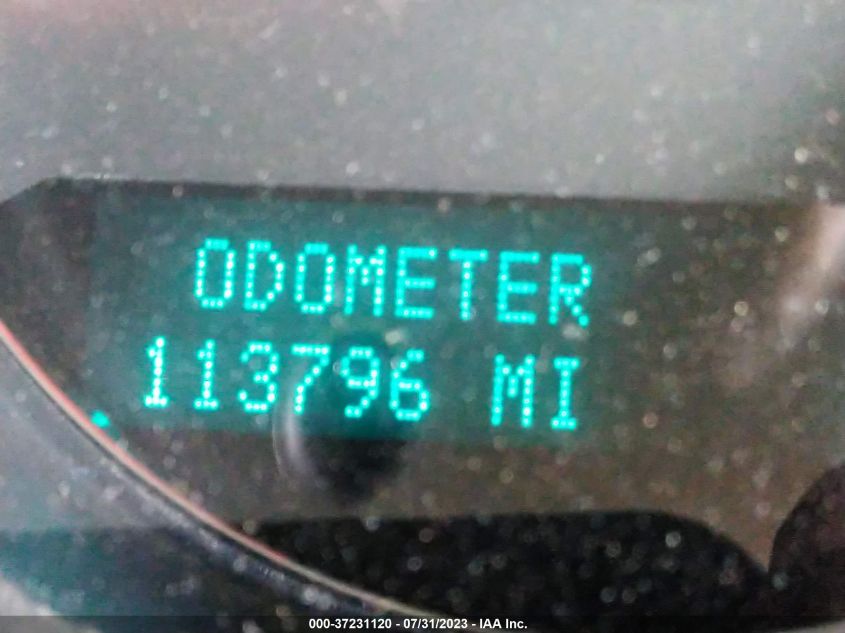 ODOMETER
113796 MI
000-37231120 - 07/31/2023 - IAA Inc.